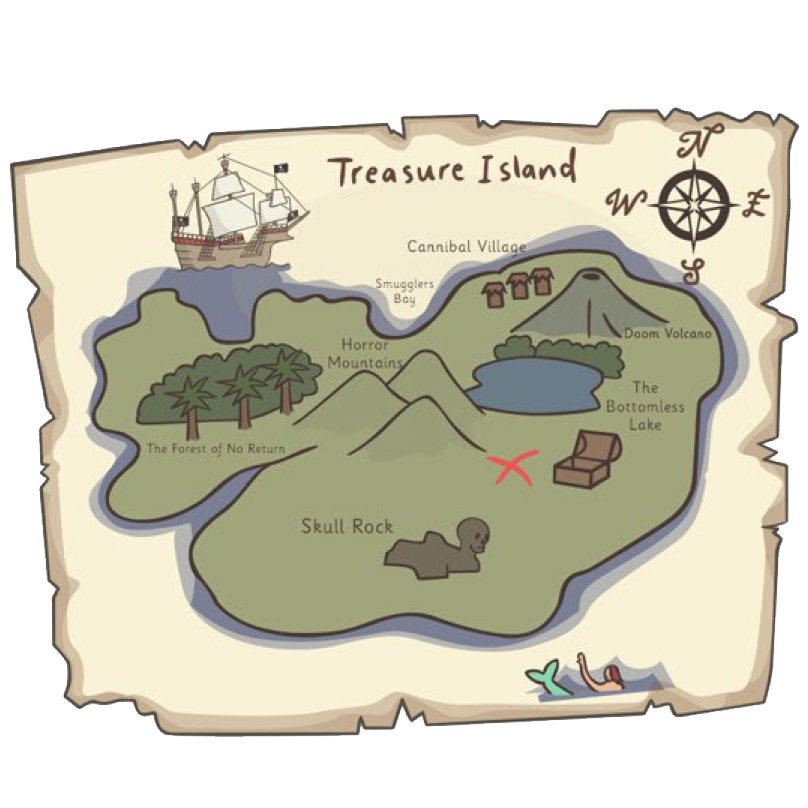 Treasure Island
N
W
E
S
Cannibal Village
Smugglers
Bay
Doom Volcano
Horror
Mountains
The
Bottomless
Lake
The Forest of No Return
Skull Rock